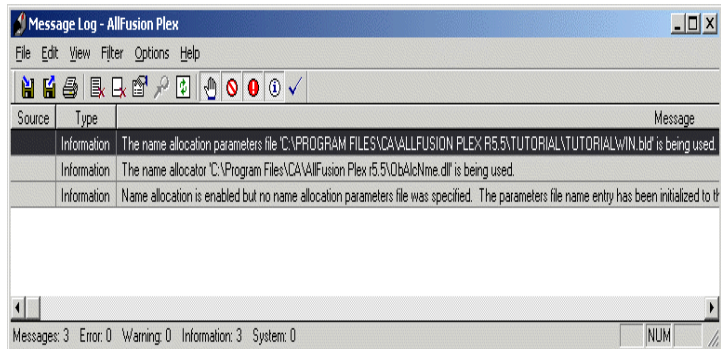 Message Log - AllFusion Plex
File Edit View Filter Options Help
Source Type Message
Information The name allocation parameters file 'C:\PROGRAM FILES\CA\ALLFUSION PLEX R5.5\TUTORIAL\TUTORIALWIN.bld' is being used.
Information The name allocator 'C:\Program Files\CA\AllFusion Plex r5.5\ObAlcNme.dll' is being used.
Information Name allocation is enabled but no name allocation parameters file was specified. The parameters file name entry has been initialized to th
Messages: 3 Error: 0 Warning: 0 Information: 3 System: 0 NUM